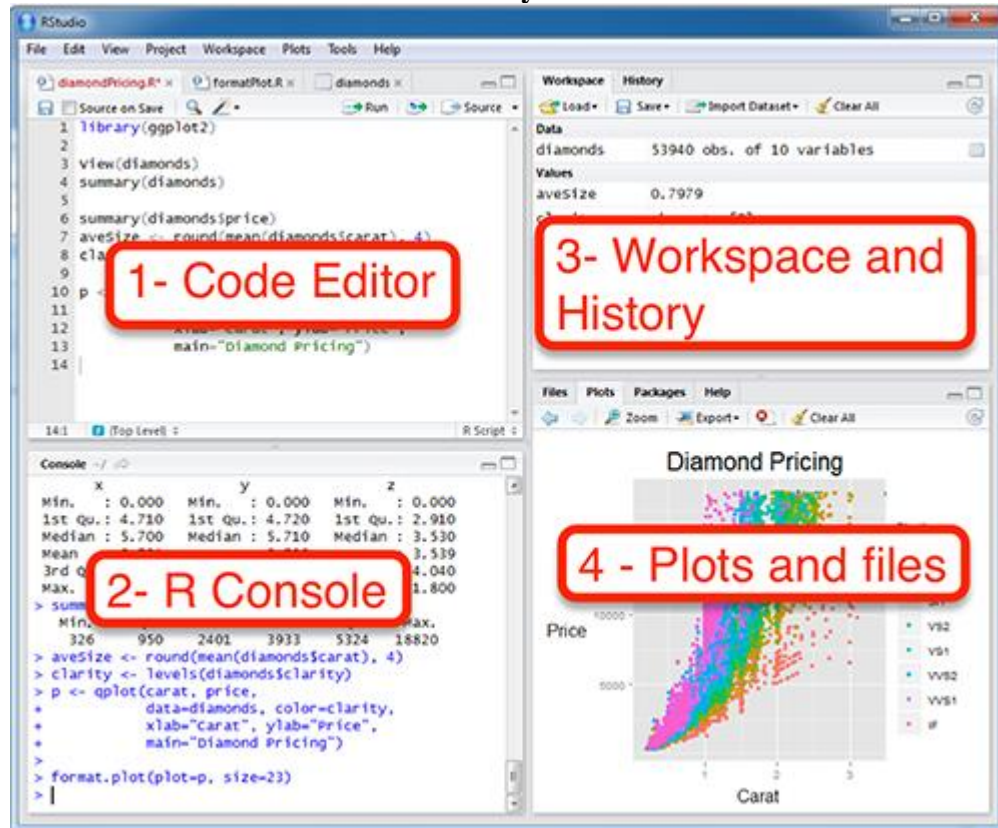 RStudio
File Edit View Project Workspace Plots Tools Help
diamondPricing.R* × formatPlot.R × diamonds ×
Source on Save Run Source
1 library(ggplot2)
2
3 view(diamonds)
4 summary(diamonds)
5
6 summary(diamonds$price)
7 aveSize <- round(mean(diamonds$carat), 4)
8 cla
9
10 p <
11
12 xlab="Carat", ylab="Price",
13 main="Diamond Pricing")
14
1- Code Editor
14:1 (Top Level) R Script
Console ~/
x y z
Min. : 0.000 Min. : 0.000 Min. : 0.000
1st Qu.: 4.710 1st Qu.: 4.720 1st Qu.: 2.910
Median : 5.700 Median : 5.710 Median : 3.530
Mean 3.539
3rd Q 4.040
Max. 1.800
2- R Console
> summ
Min. Max.
326 950 2401 3933 5324 18820
> aveSize <- round(mean(diamonds$carat), 4)
> clarity <- levels(diamonds$clarity)
> p <- qplot(carat, price,
+ data=diamonds, color=clarity,
+ xlab="Carat", ylab="Price",
+ main="Diamond Pricing")
>
> format.plot(plot=p, size=23)
>
Workspace History
Load Save Import Dataset Clear All
Data
diamonds 53940 obs. of 10 variables
Values
aveSize 0.7979
3- Workspace and
History
Files Plots Packages Help
Zoom Export Clear All
Diamond Pricing
4 - Plots and files
Price
10000
5000
VS2
VS1
VVS2
VVS1
IF
1 2 3
Carat